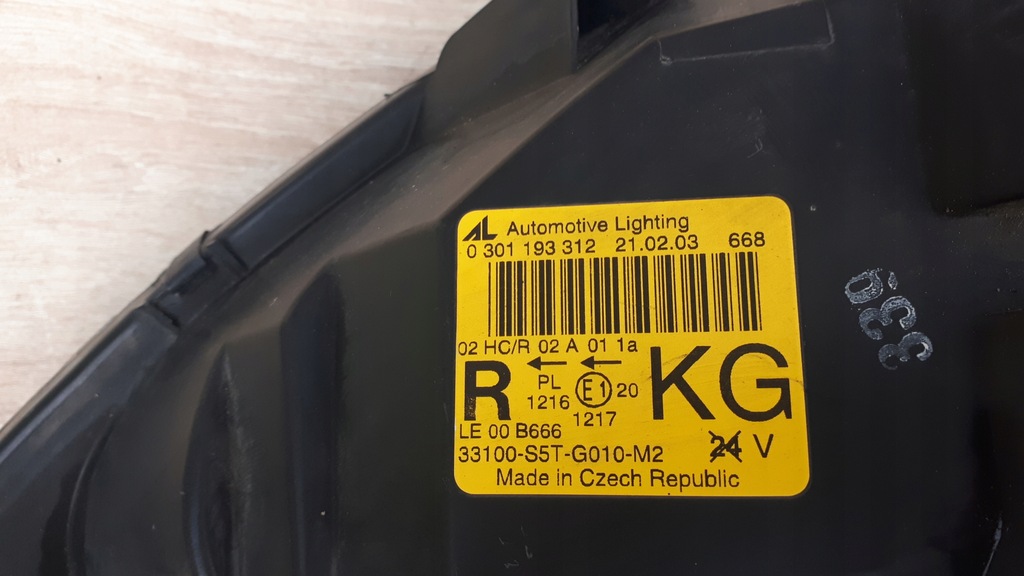 AL Automotive Lighting
0 301 193 312 21.02.03 668
02 HC/R 02 A 01 1a
R ← ← KG
PL E1 20
1216
1217
LE 00 B666
33100-S5T-G010-M2 24 V
Made in Czech Republic